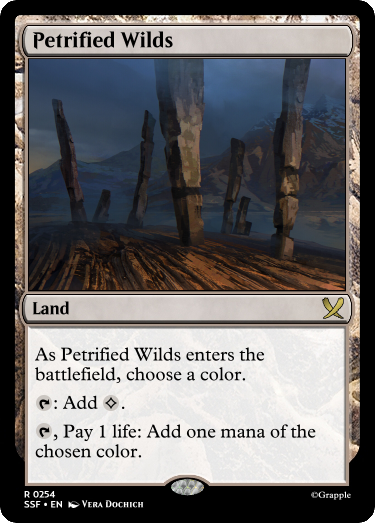 Petrified Wilds
Land
As Petrified Wilds enters the
battlefield, choose a color.
: Add .
, Pay 1 life: Add one mana of the
chosen color.
R 0254
SSF • EN Vera Dochich
©Grapple